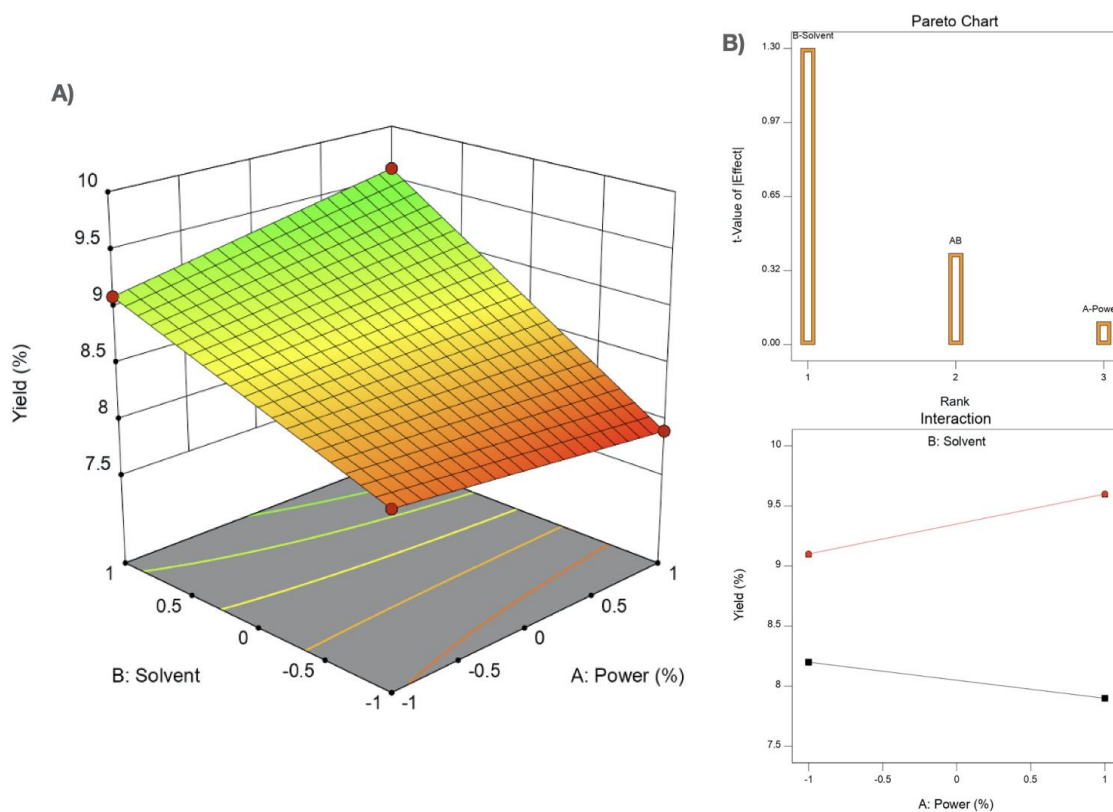 A)
10
9.5
9
8.5
8
7.5
Yield (%)
1
0.5
0
-0.5
-1
B: Solvent
-1
-0.5
0
0.5
1
A: Power (%)
B)
Pareto Chart
B-Solvent
AB
A-Power
1.30
0.97
0.65
0.32
0.00
t-Value of |Effect|
1 2 3
Rank
Interaction
B: Solvent
10
9.5
9
8.5
8
7.5
Yield (%)
-1 -0.5 0 0.5 1
A: Power (%)